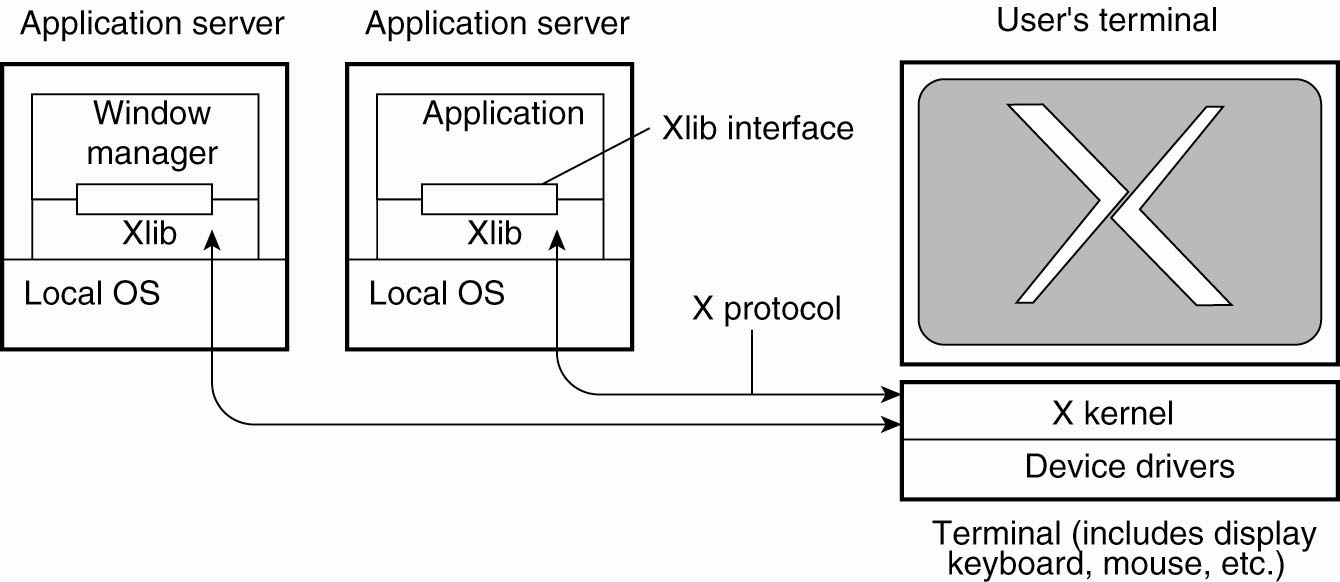 Application server
Application server
User's terminal
Window
manager
Xlib
Local OS
Application
Xlib interface
Xlib
Local OS
X protocol
X
X kernel
Device drivers
Terminal (includes display
keyboard, mouse, etc.)